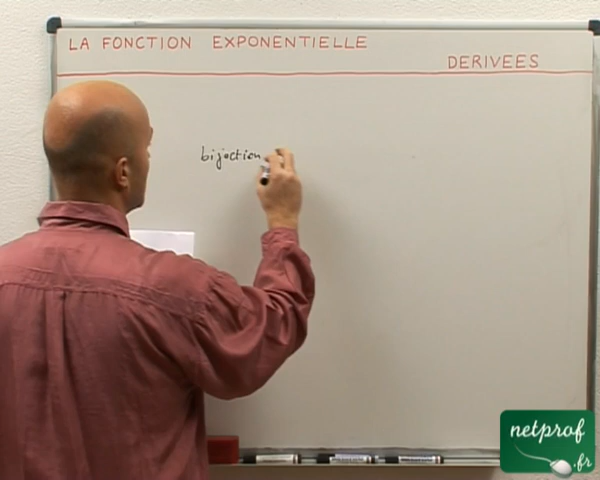 LA FONCTION EXPONENTIELLE
DERIVEES
bijection
netprof
.fr